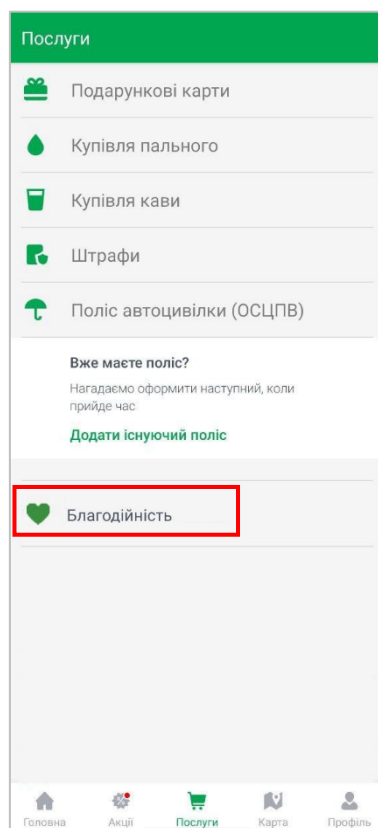 Послуги
Подарункові карти
Купівля пального
Купівля кави
Штрафи
Поліс автоцивілки (ОСЦПВ)
Вже маєте поліс?
Нагадаємо оформити наступний, коли
прийде час
Додати існуючий поліс
Благодійність
Головна Акції Послуги Карта Профіль